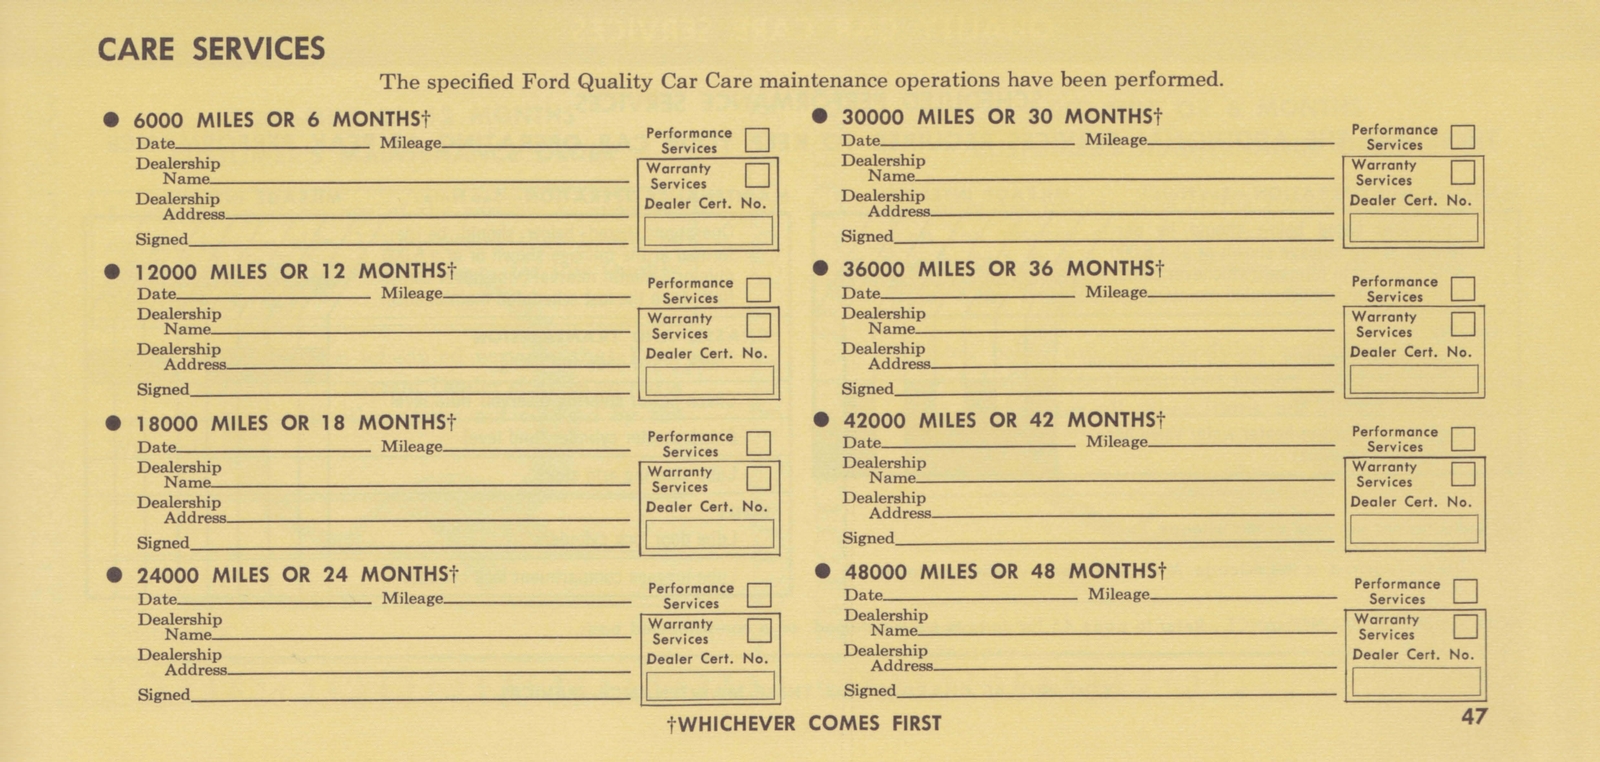 CARE SERVICES
The specified Ford Quality Car Care maintenance operations have been performed.
● 6000 MILES OR 6 MONTHS†
Date Mileage
Performance
Services
Dealership
Name
Warranty
Services
Dealership
Address
Dealer Cert. No.
Signed
● 12000 MILES OR 12 MONTHS†
Date Mileage
Performance
Services
Dealership
Name
Warranty
Services
Dealership
Address
Dealer Cert. No.
Signed
● 18000 MILES OR 18 MONTHS†
Date Mileage
Performance
Services
Dealership
Name
Warranty
Services
Dealership
Address
Dealer Cert. No.
Signed
● 24000 MILES OR 24 MONTHS†
Date Mileage
Performance
Services
Dealership
Name
Warranty
Services
Dealership
Address
Dealer Cert. No.
Signed
● 30000 MILES OR 30 MONTHS†
Date Mileage
Performance
Services
Dealership
Name
Warranty
Services
Dealership
Address
Dealer Cert. No.
Signed
● 36000 MILES OR 36 MONTHS†
Date Mileage
Performance
Services
Dealership
Name
Warranty
Services
Dealership
Address
Dealer Cert. No.
Signed
● 42000 MILES OR 42 MONTHS†
Date Mileage
Performance
Services
Dealership
Name
Warranty
Services
Dealership
Address
Dealer Cert. No.
Signed
● 48000 MILES OR 48 MONTHS†
Date Mileage
Performance
Services
Dealership
Name
Warranty
Services
Dealership
Address
Dealer Cert. No.
Signed
†WHICHEVER COMES FIRST
47